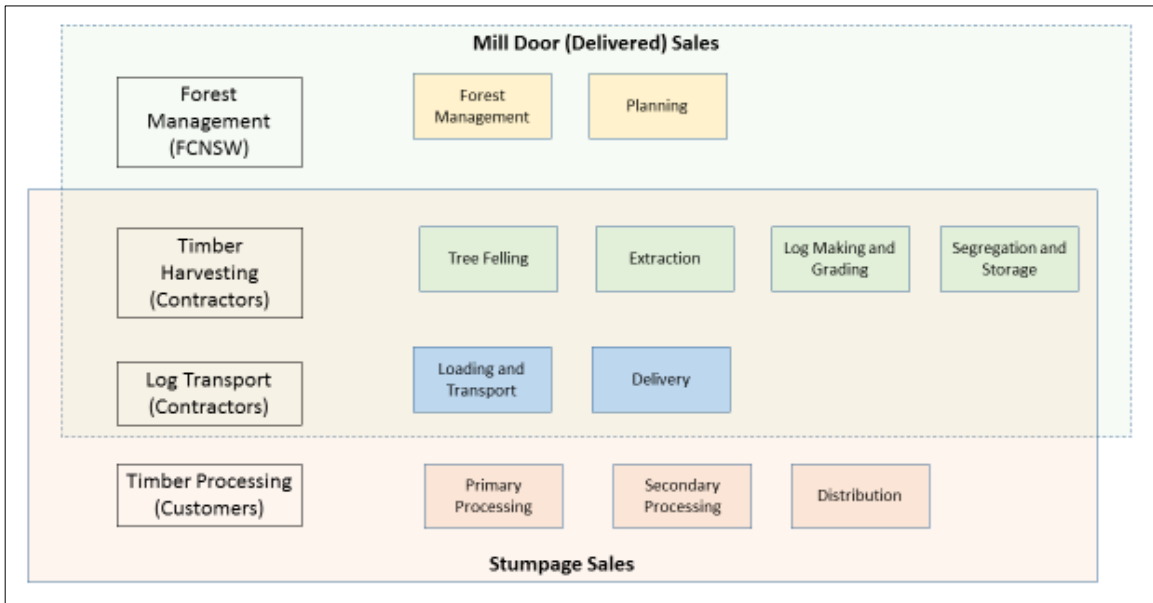 Mill Door (Delivered) Sales
Forest
Management
(FCNSW)
Forest
Management
Planning
Timber
Harvesting
(Contractors)
Tree Felling
Extraction
Log Making and
Grading
Segregation and
Storage
Log Transport
(Contractors)
Loading and
Transport
Delivery
Timber Processing
(Customers)
Primary
Processing
Secondary
Processing
Distribution
Stumpage Sales